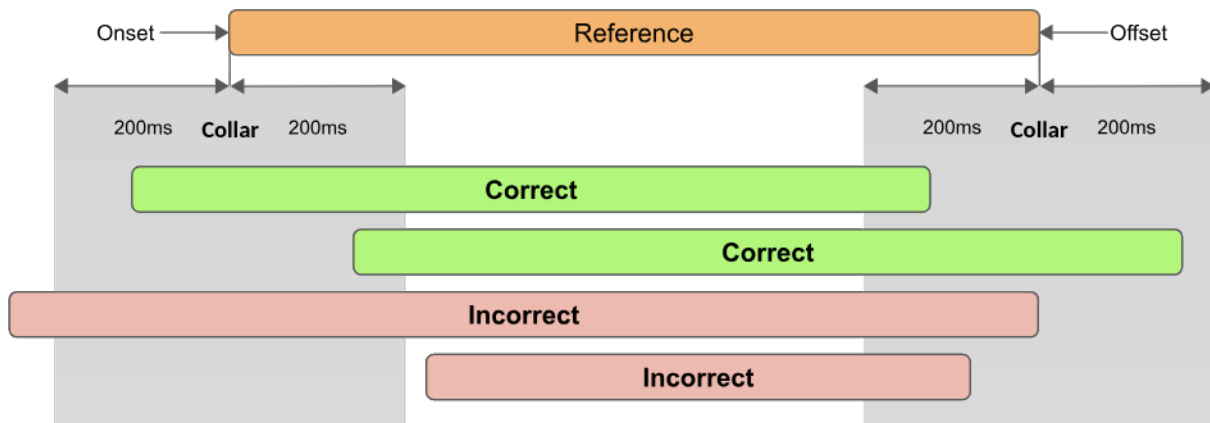 Onset Reference Offset
200ms Collar 200ms 200ms Collar 200ms
Correct
Correct
Incorrect
Incorrect